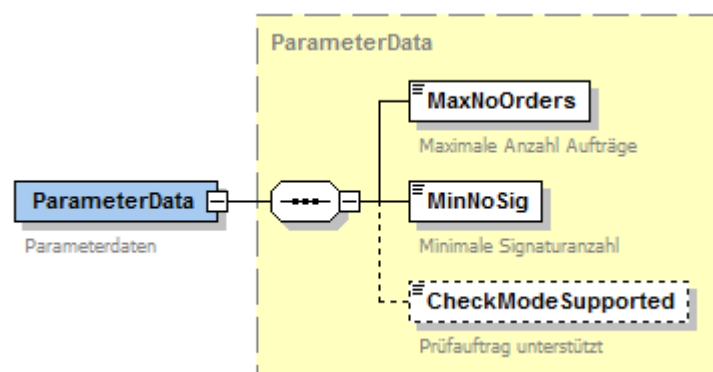 ParameterData
MaxNoOrders
Maximale Anzahl Aufträge
ParameterData
Parameterdaten
MinNoSig
Minimale Signaturanzahl
CheckModeSupported
Prüfauftrag unterstützt